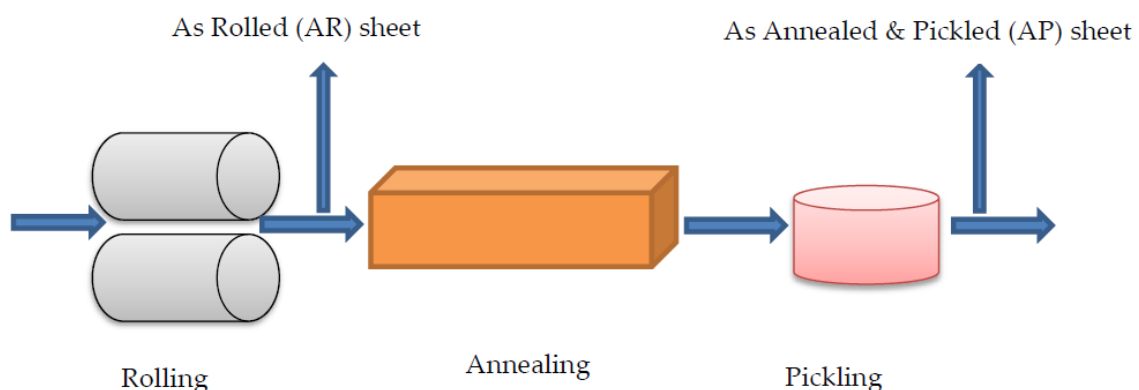 As Rolled (AR) sheet
As Annealed & Pickled (AP) sheet
Rolling
Annealing
Pickling